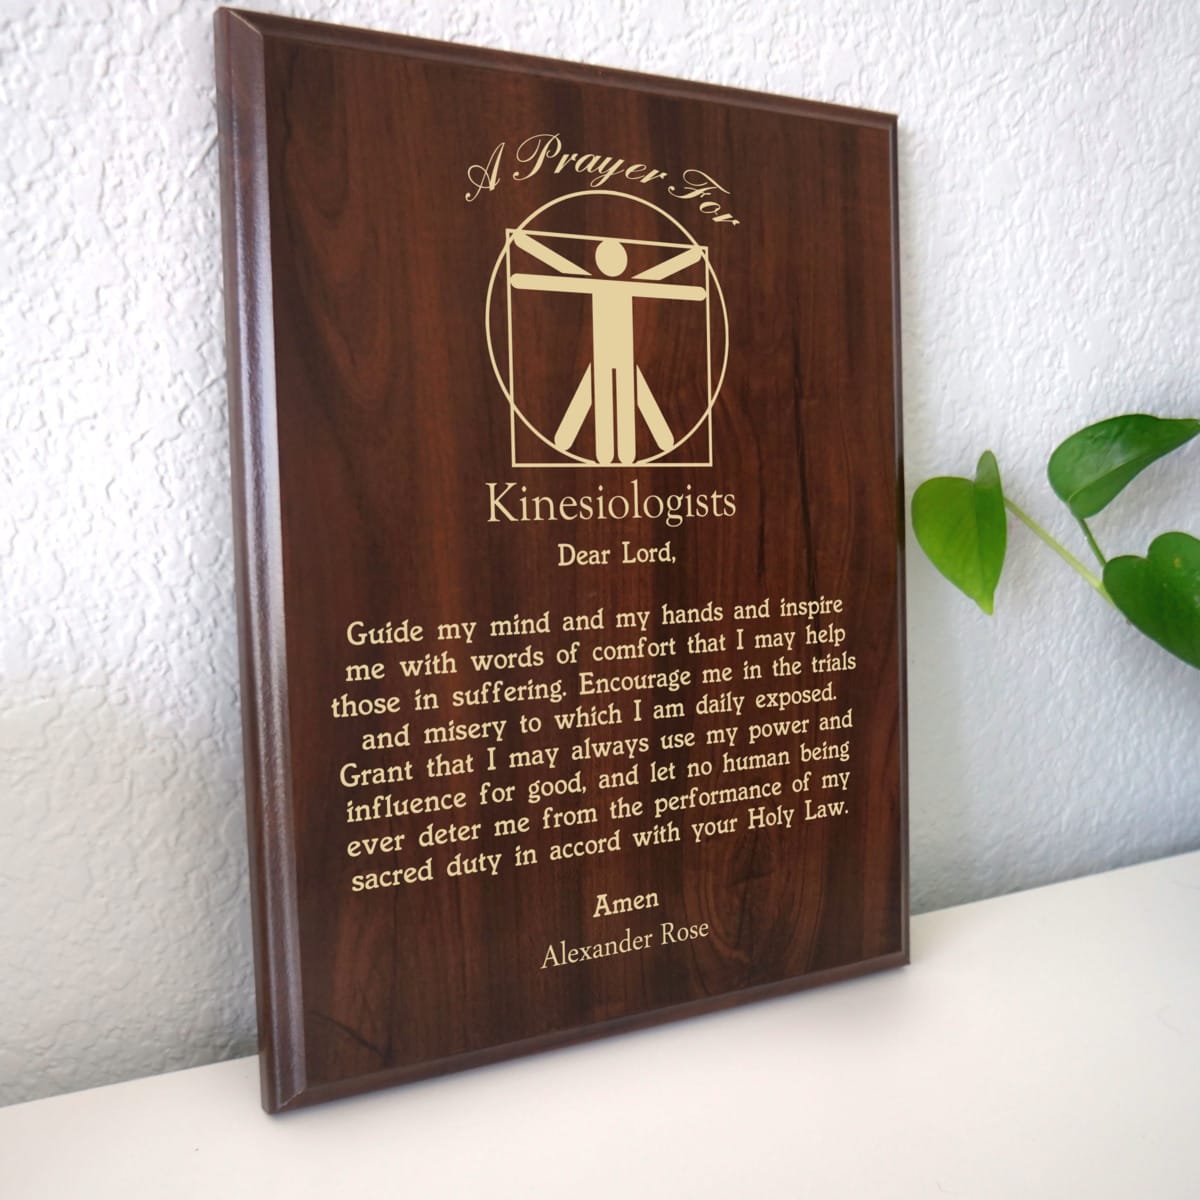 A Prayer For
Kinesiologists
Dear Lord,
Guide my mind and my hands and inspire
me with words of comfort that I may help
those in suffering. Encourage me in the trials
and misery to which I am daily exposed.
Grant that I may always use my power and
influence for good, and let no human being
ever deter me from the performance of my
sacred duty in accord with your Holy Law.
Amen
Alexander Rose